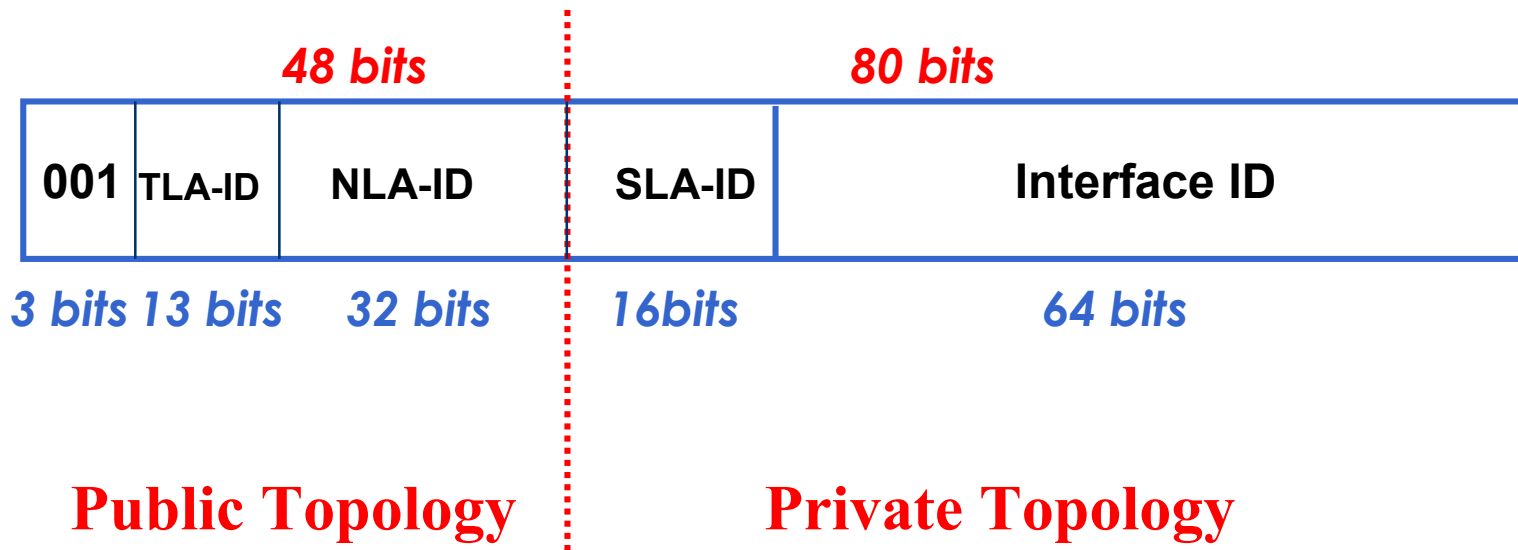 48 bits 80 bits
001 TLA-ID NLA-ID SLA-ID Interface ID
3 bits 13 bits 32 bits 16bits 64 bits
Public Topology Private Topology